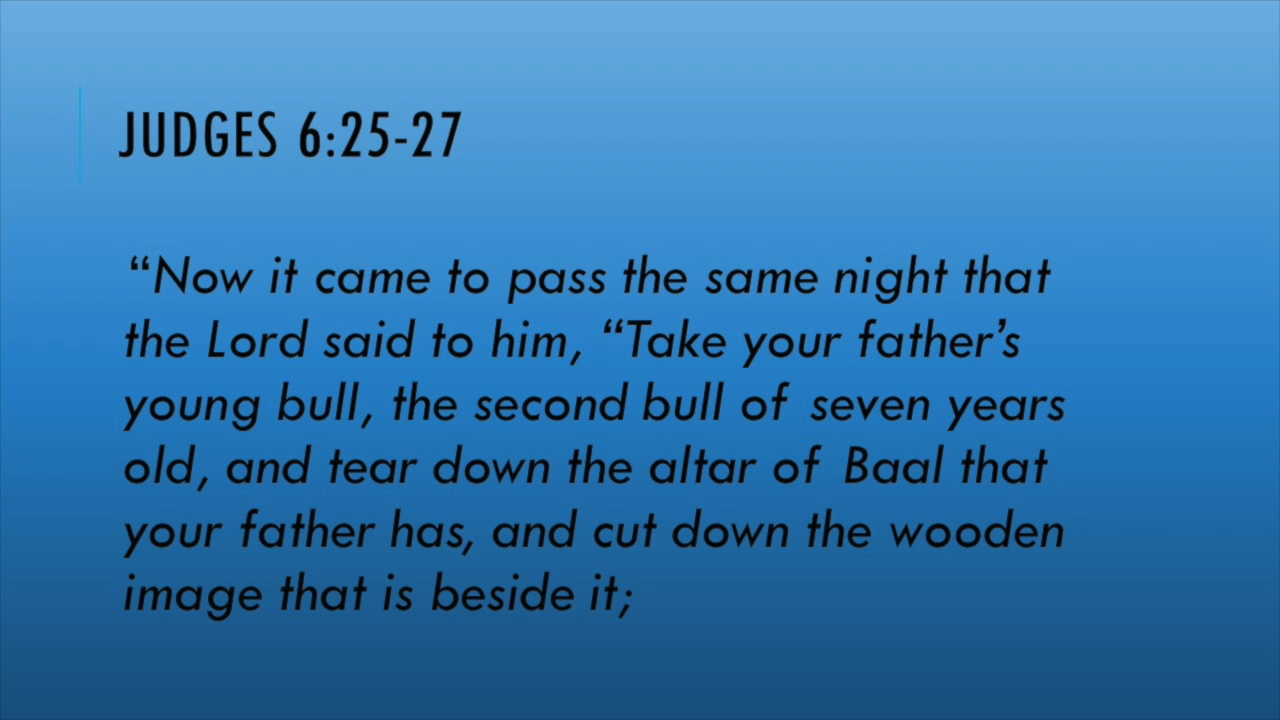 JUDGES 6:25-27
“Now it came to pass the same night that
the Lord said to him, “Take your father’s
young bull, the second bull of seven years
old, and tear down the altar of Baal that
your father has, and cut down the wooden
image that is beside it;